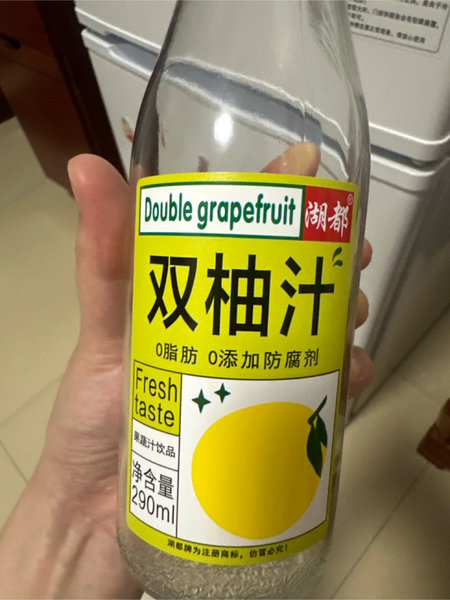 Double grapefruit
湖都®
双柚汁
0脂肪 0添加防腐剂
Fresh
taste
果蔬汁饮品
净含量
290ml
湖都牌为注册商标，仿冒必究！